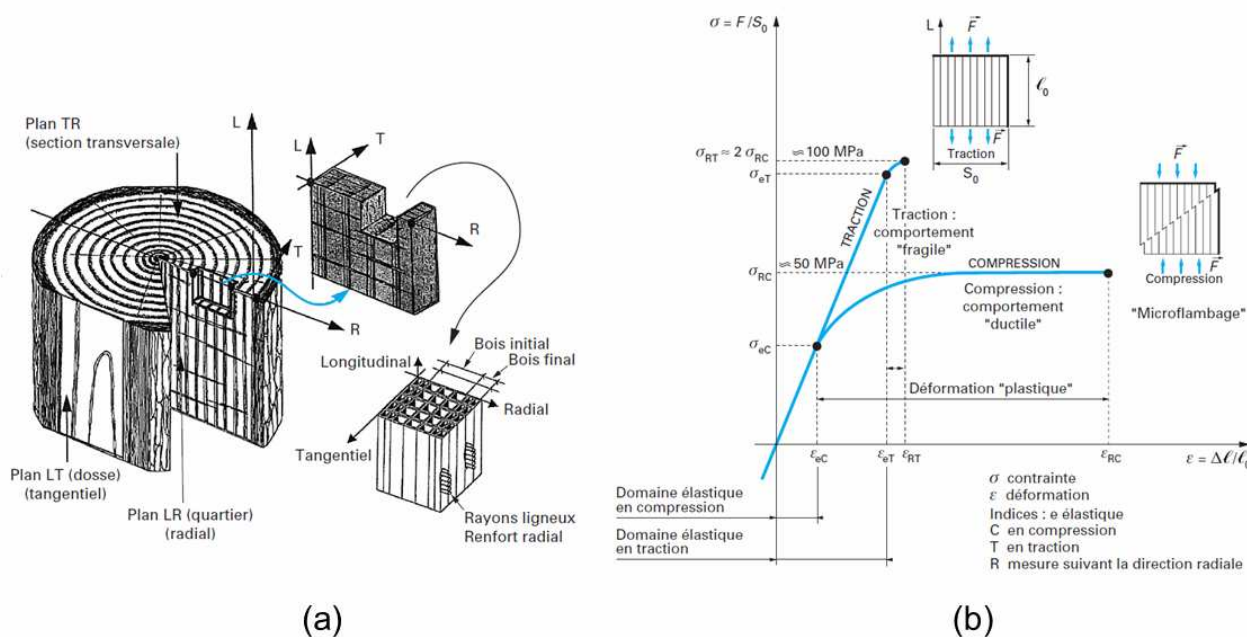 Plan TR
(section transversale)
L
T
R
L
T
R
Plan LT (dosse)
(tangentiel)
Plan LR (quartier)
(radial)
Longitudinal
Bois initial
Bois final
Radial
Tangentiel
Rayons ligneux
Renfort radial
(a)
σ = F/S₀
L
F⃗
ℓ₀
F⃗
Traction
S₀
σRT ≈ 2 σRC
≈ 100 MPa
σeT
TRACTION
Traction :
comportement
"fragile"
σRC
≈ 50 MPa
COMPRESSION
Compression :
comportement
"ductile"
F⃗
F⃗
Compression
"Microflambage"
σeC
Déformation "plastique"
εeC
εeT
εRT
εRC
ε = Δℓ/ℓ₀
Domaine élastique
en compression
Domaine élastique
en traction
σ contrainte
ε déformation
Indices : e élastique
C en compression
T en traction
R mesure suivant la direction radiale
(b)